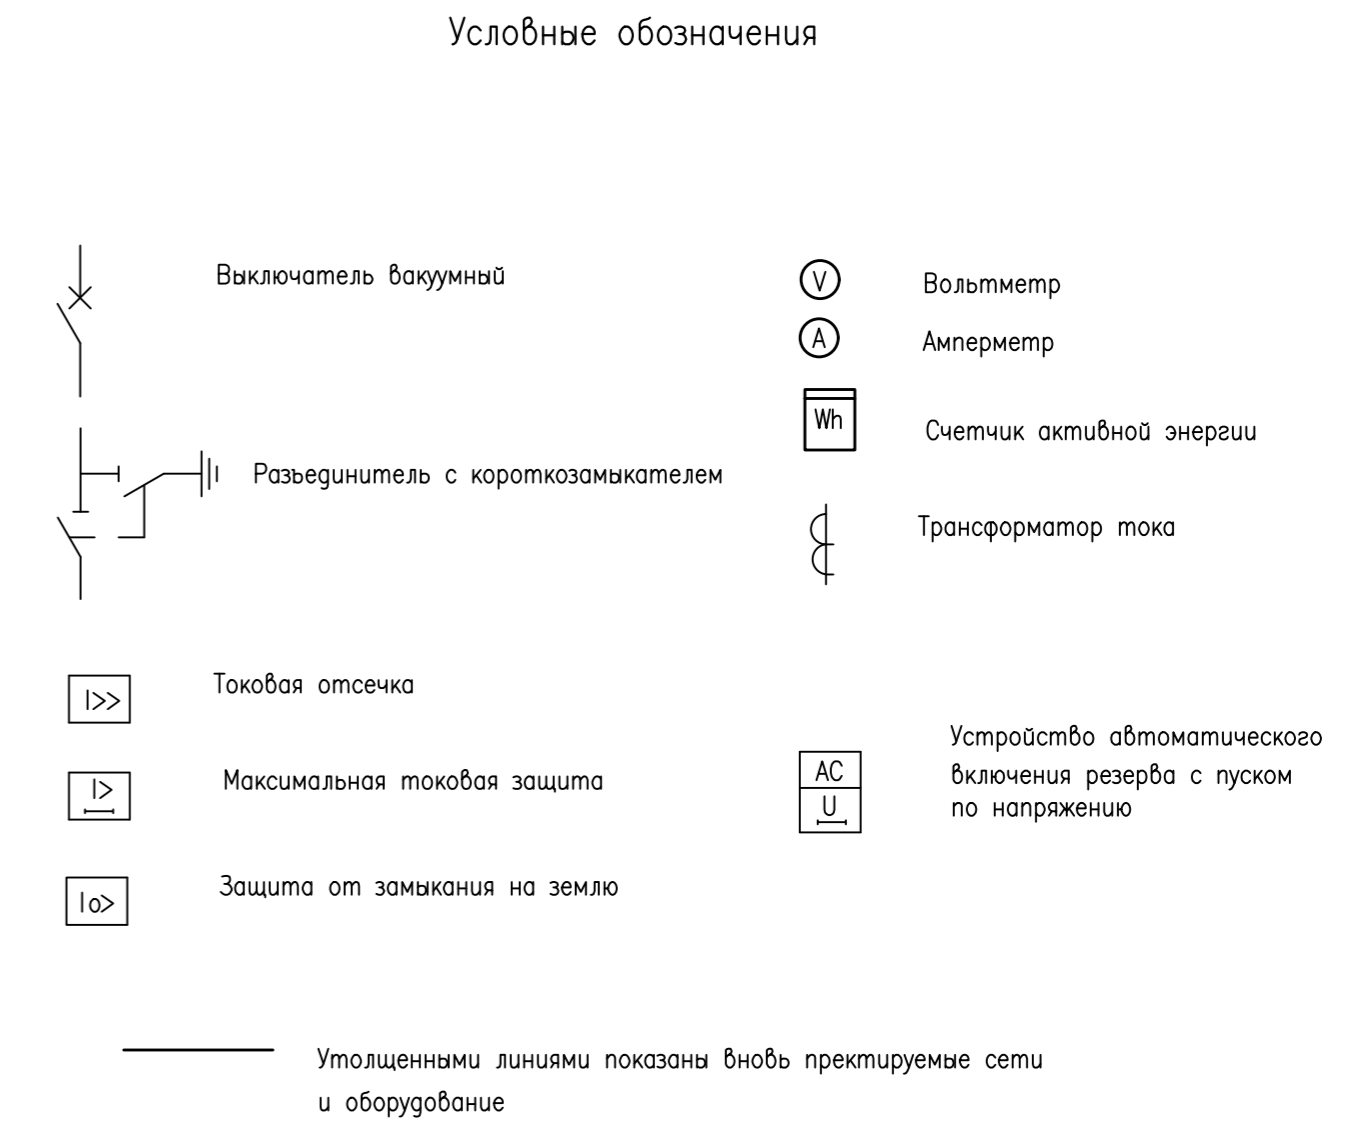 Условные обозначения
Выключатель вакуумный
Разъединитель с короткозамыкателем
I>>
Токовая отсечка
I>
Максимальная токовая защита
Io>
Защита от замыкания на землю
V
Вольтметр
A
Амперметр
Wh
Счетчик активной энергии
Трансформатор тока
AC
U
Устройство автоматического
включения резерва с пуском
по напряжению
Утолщенными линиями показаны вновь пректируемые сети
и оборудование